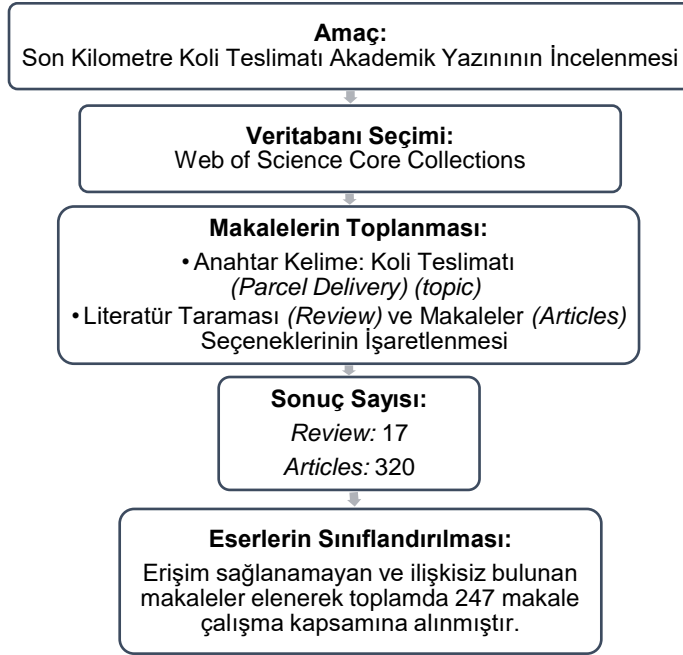 Amaç:
Son Kilometre Koli Teslimatı Akademik Yazınının İncelenmesi
Veritabanı Seçimi:
Web of Science Core Collections
Makalelerin Toplanması:
•Anahtar Kelime: Koli Teslimatı
(Parcel Delivery) (topic)
•Literatür Taraması (Review) ve Makaleler (Articles)
Seçeneklerinin İşaretlenmesi
Sonuç Sayısı:
Review: 17
Articles: 320
Eserlerin Sınıflandırılması:
Erişim sağlanamayan ve ilişkisiz bulunan
makaleler elenerek toplamda 247 makale
çalışma kapsamına alınmıştır.